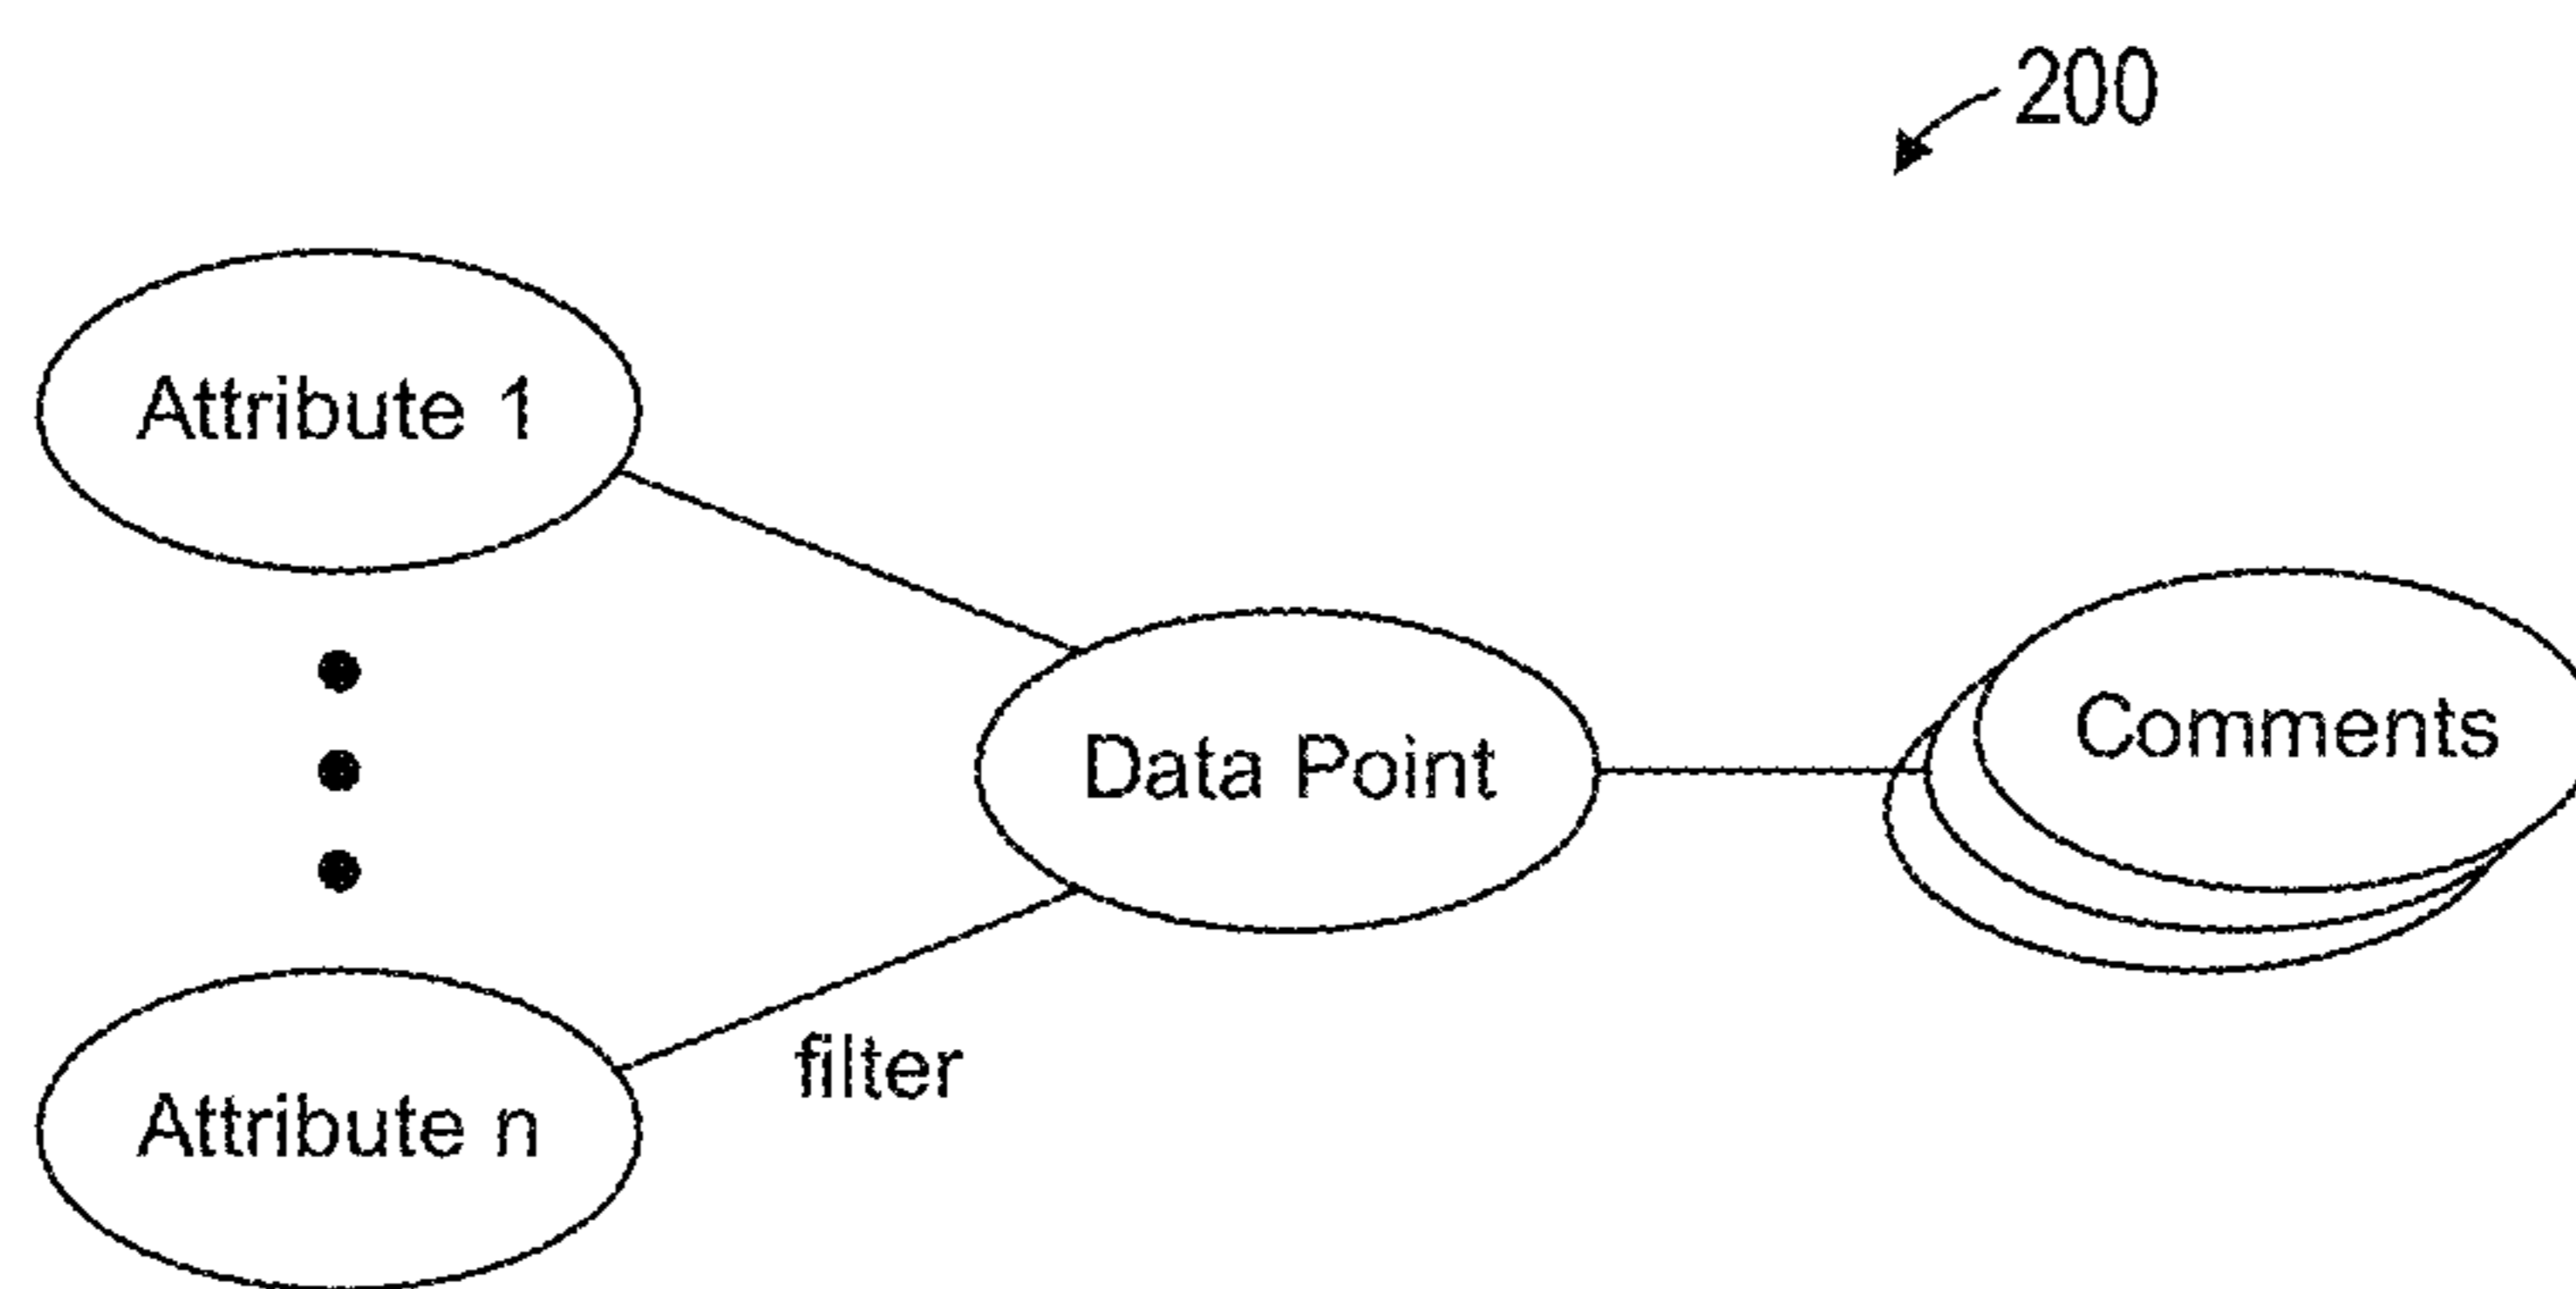 200
Attribute 1
Data Point
Comments
filter
Attribute n